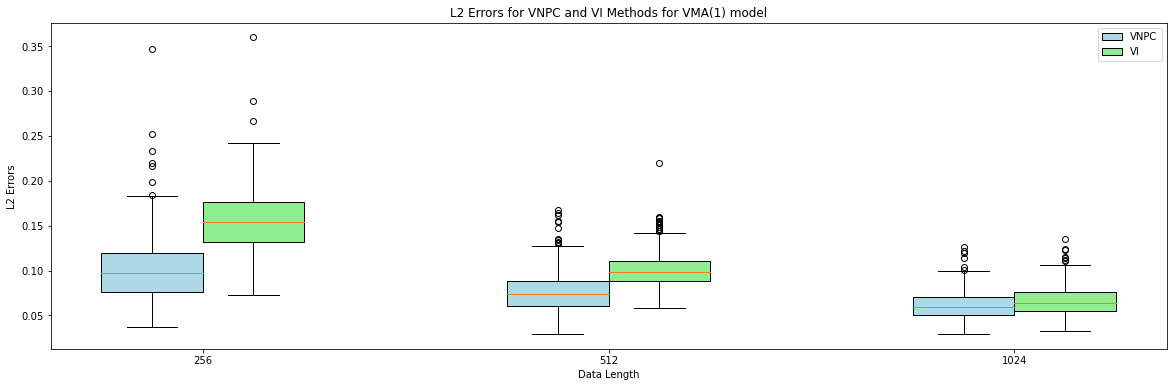 L2 Errors for VNPC and VI Methods for VMA(1) model
VNPC
VI
L2 Errors
0.35
0.30
0.25
0.20
0.15
0.10
0.05
256
512
1024
Data Length